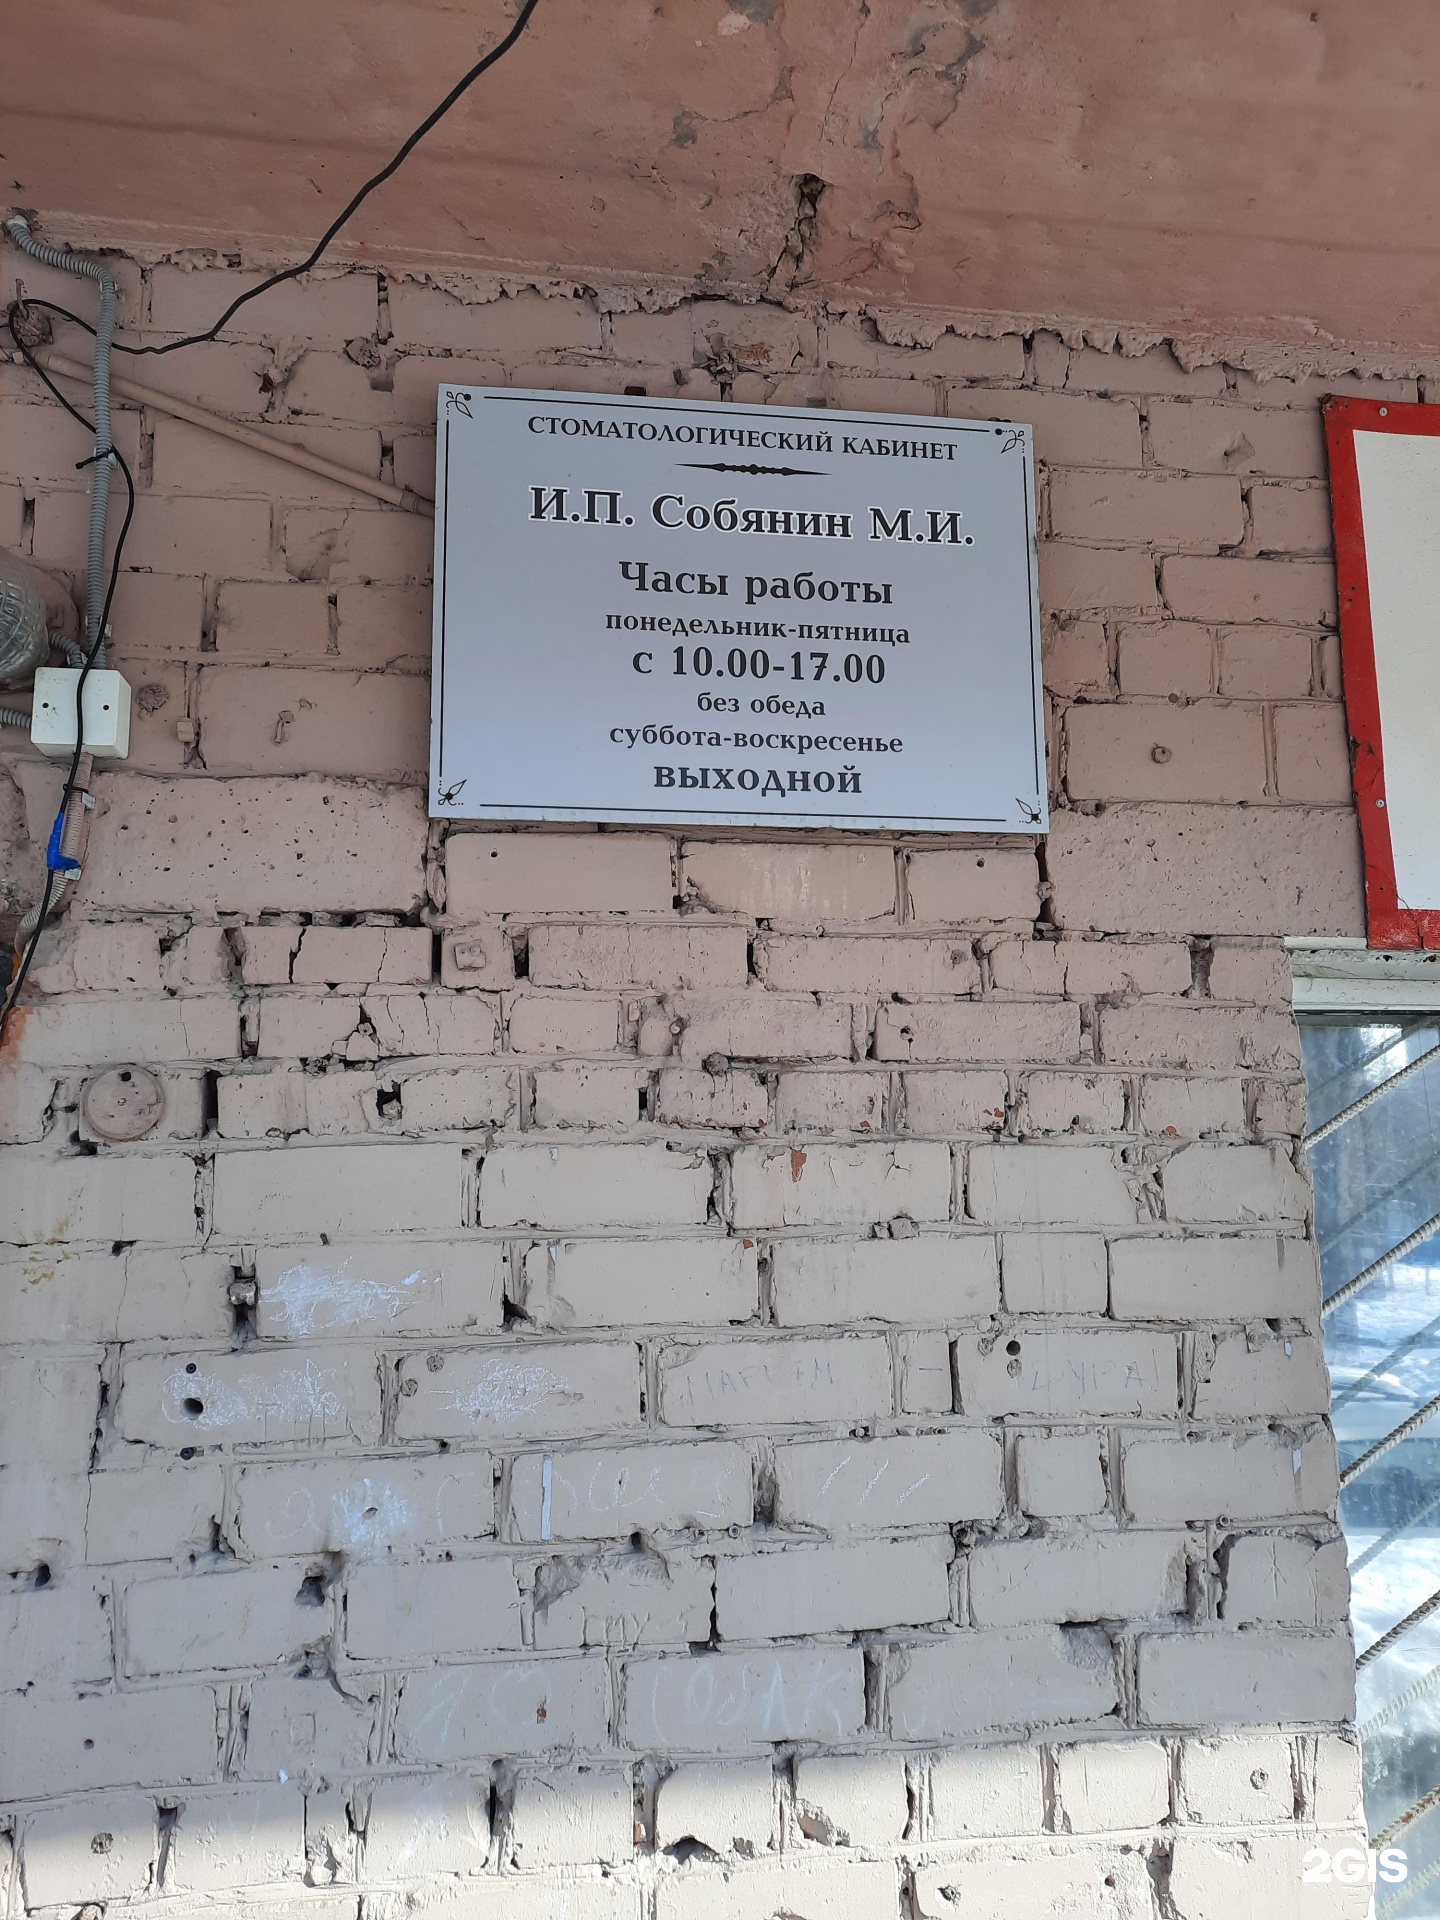 СТОМАТОЛОГИЧЕСКИЙ КАБИНЕТ
И.П. Собянин М.И.
Часы работы
понедельник-пятница
с 10.00-17.00
без обеда
суббота-воскресенье
ВЫХОДНОЙ
2GIS